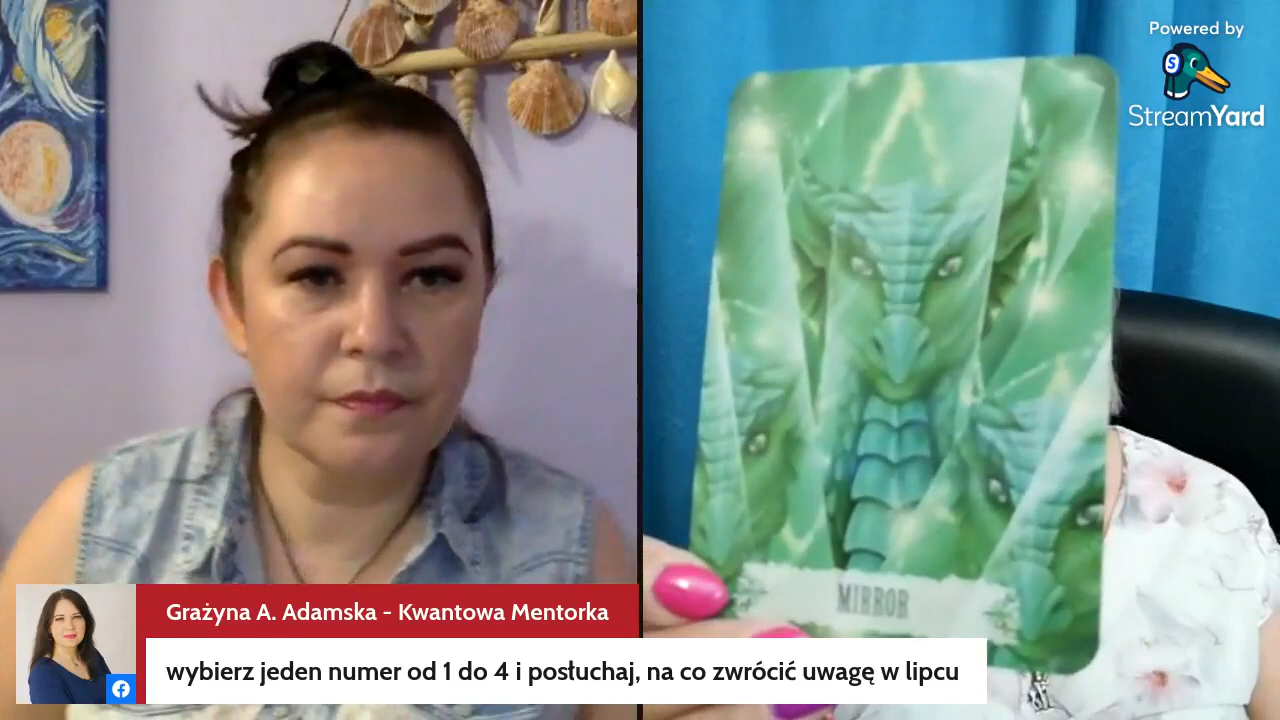 Powered by
S
StreamYard
MIRROR
Grażyna A. Adamska - Kwantowa Mentorka
wybierz jeden numer od 1 do 4 i posłuchaj, na co zwrócić uwagę w lipcu